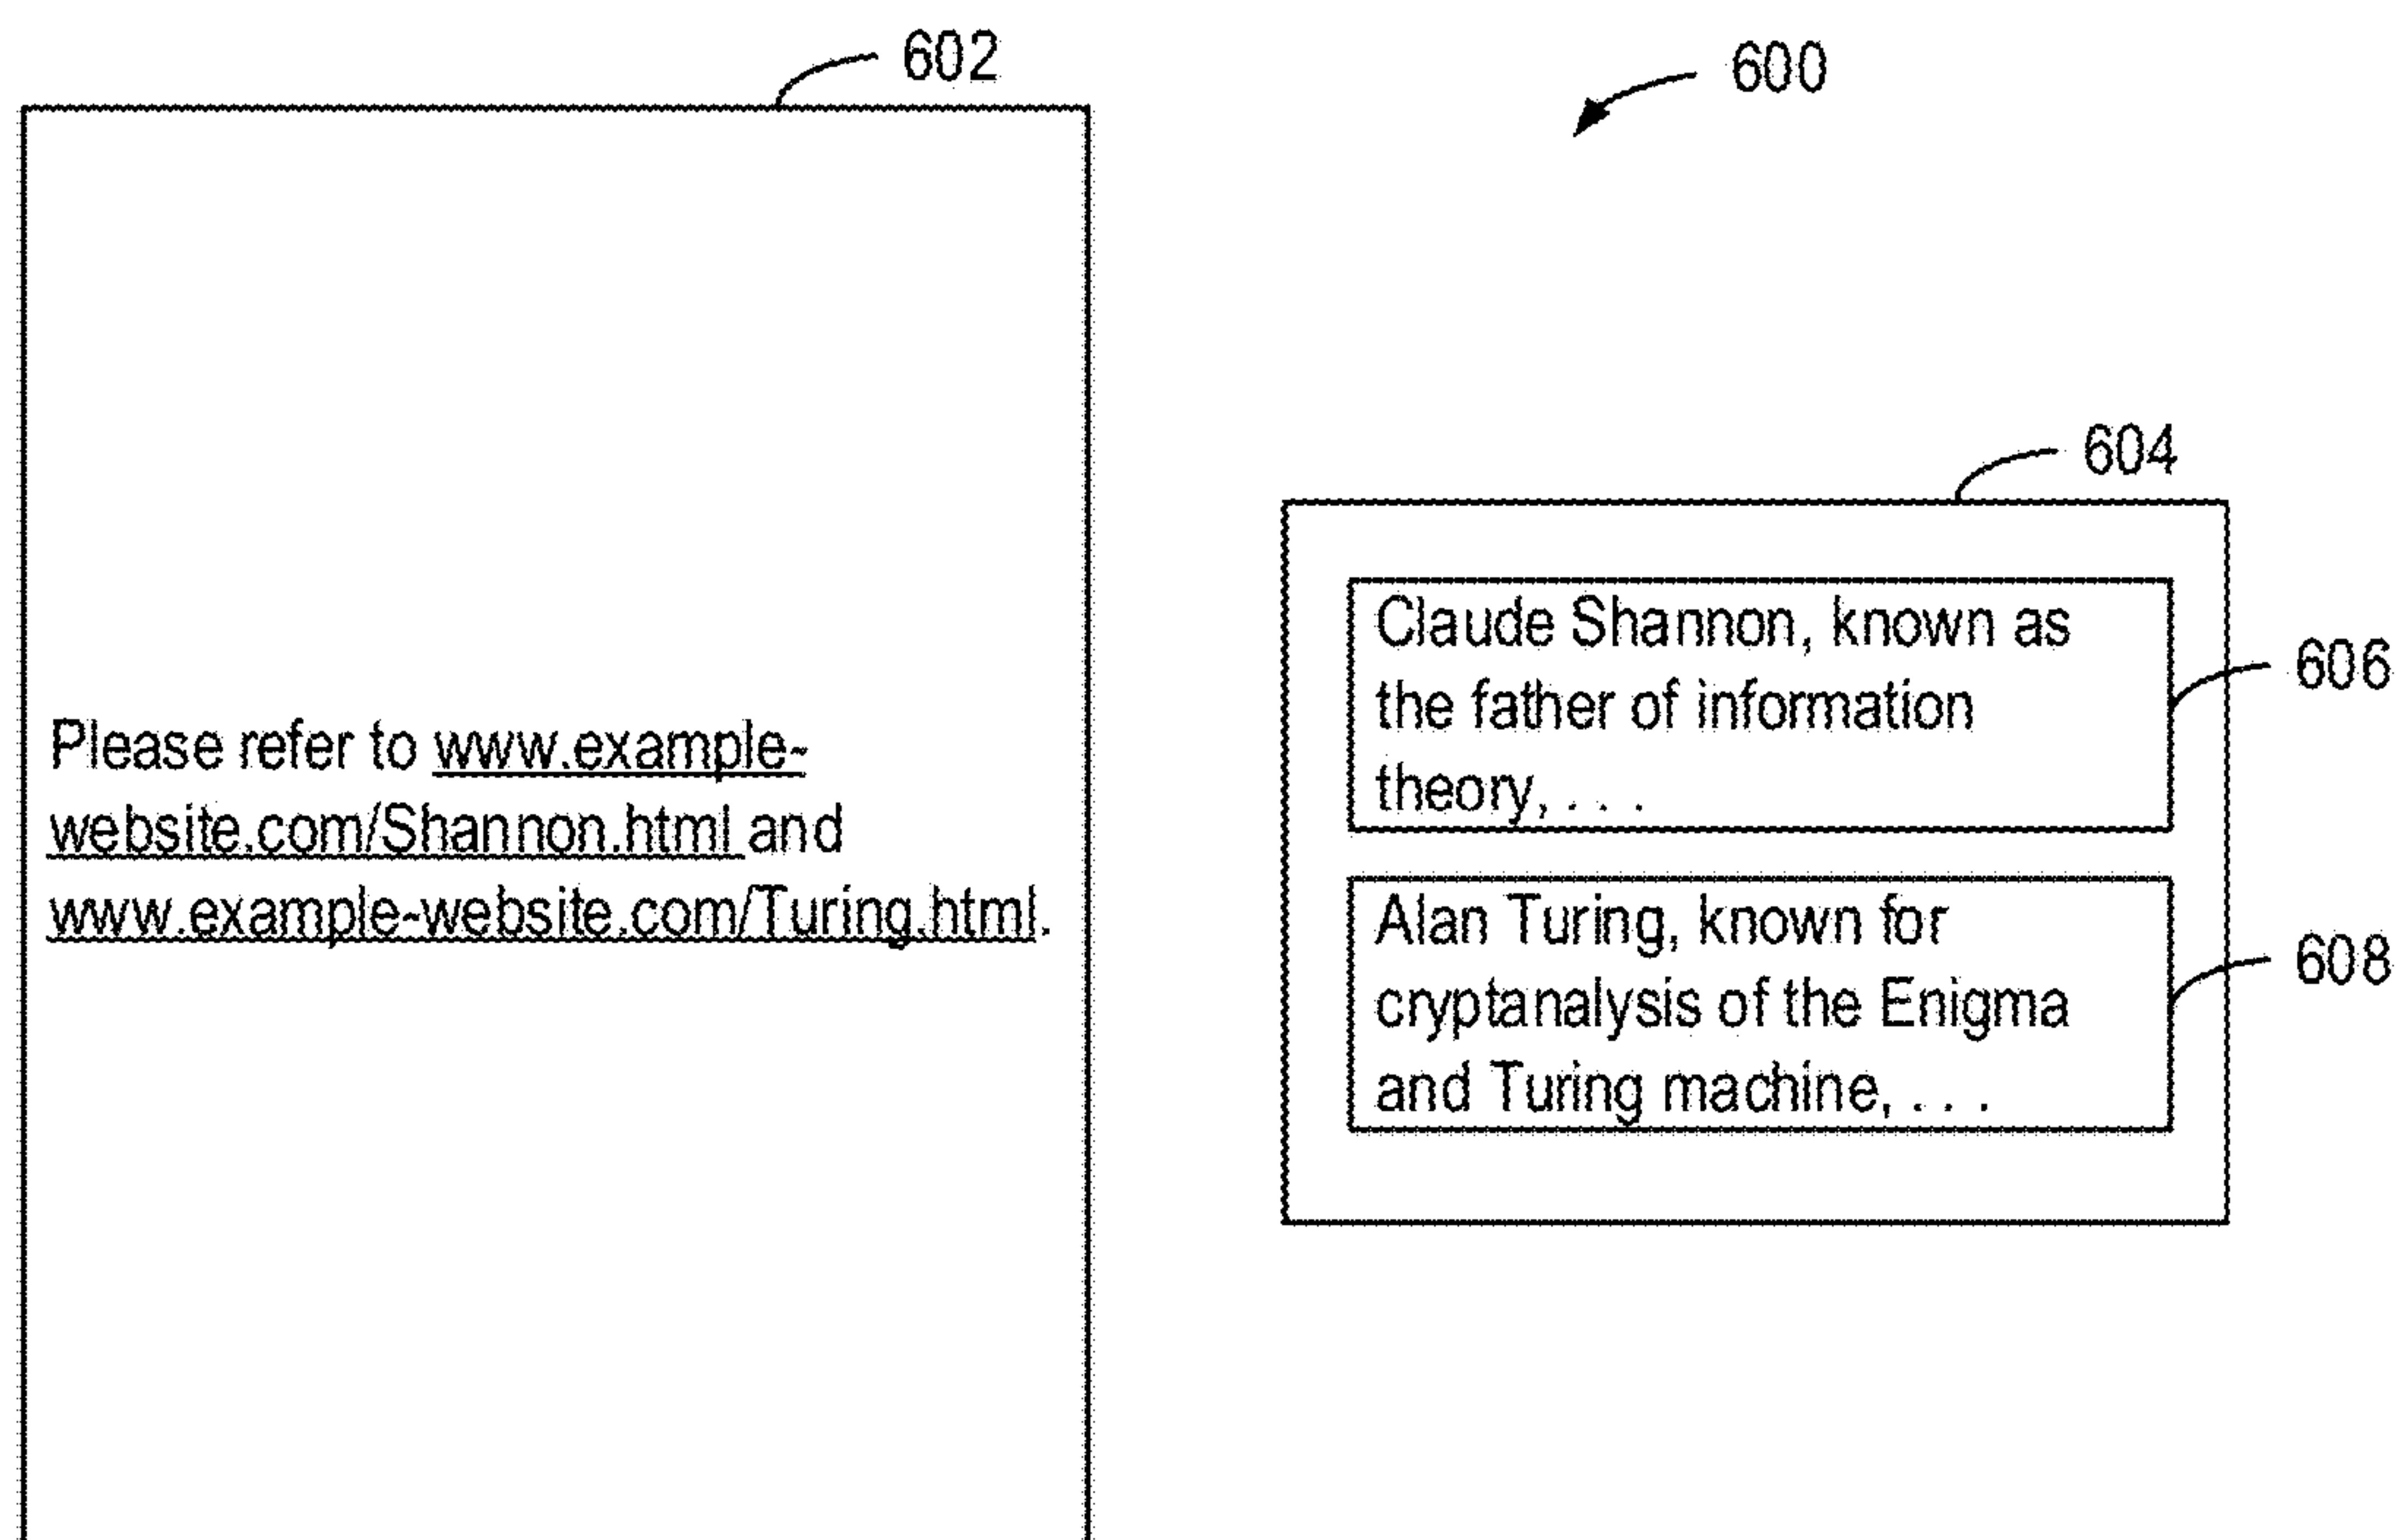 602
600
Please refer to www.example-
website.com/Shannon.html and
www.example-website.com/Turing.html.
604
Claude Shannon, known as
the father of information
theory, . . .
606
Alan Turing, known for
cryptanalysis of the Enigma
and Turing machine, . . .
608